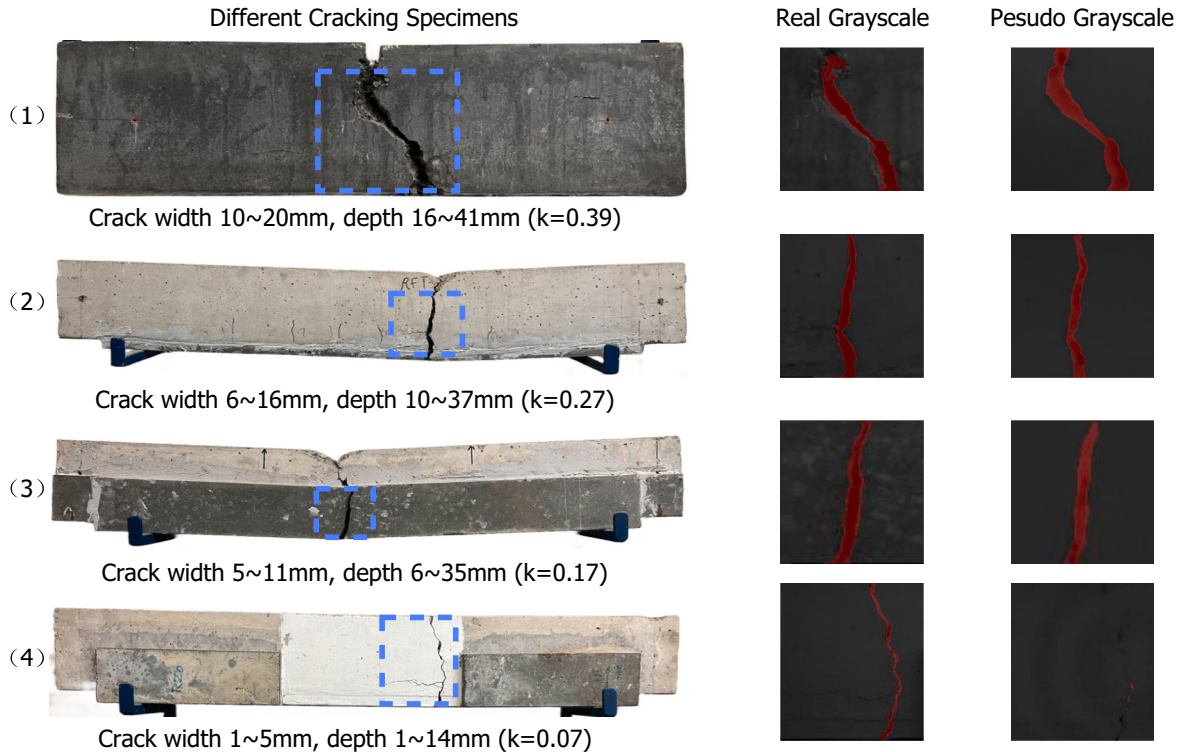 Different Cracking Specimens
Real Grayscale
Pesudo Grayscale
（1）
Crack width 10~20mm, depth 16~41mm (k=0.39)
（2）
RFT
Crack width 6~16mm, depth 10~37mm (k=0.27)
（3）
Crack width 5~11mm, depth 6~35mm (k=0.17)
（4）
Crack width 1~5mm, depth 1~14mm (k=0.07)